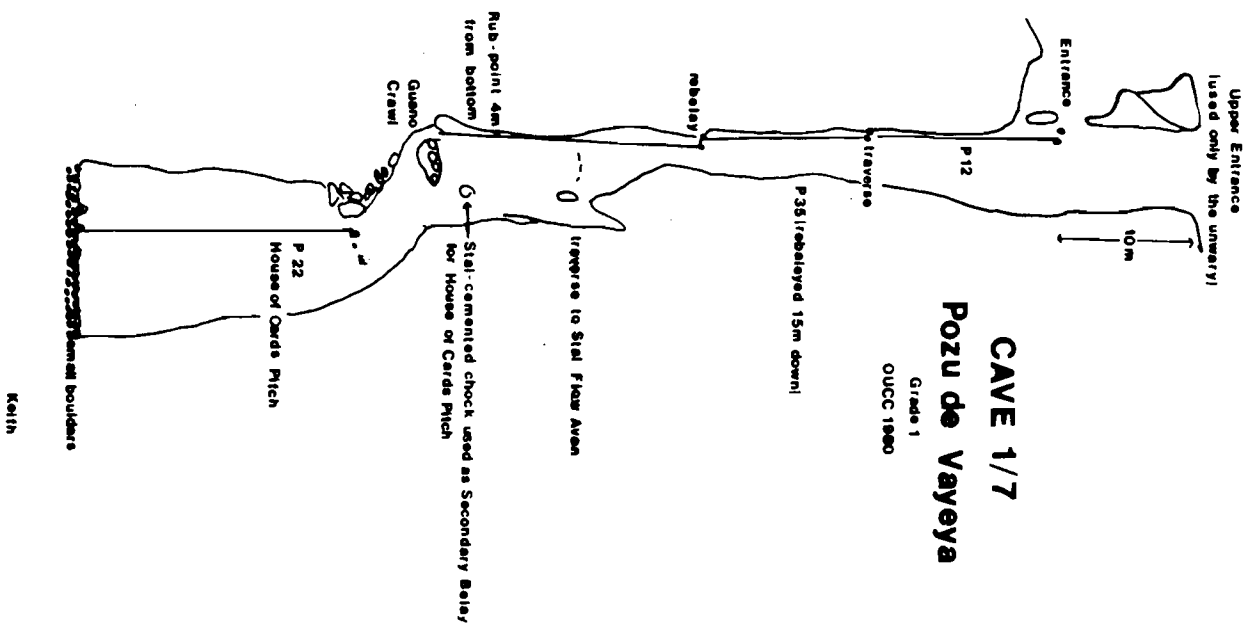 Upper Entrance
(used only by the unwary)
Entrance
10m
P12
traverse
P35(rebelayed 15m down)
rebelay
CAVE 1/7
Pozu de Vayeya
Grade 1
OUCC 1980
traverse to Stal Flow Aven
Rub-point 4m
from bottom
Stal-cemented chock used as Secondary Belay
for House of Cards Pitch
Guano
Crawl
P 22
House of Cards Pitch
Small boulders
Keith